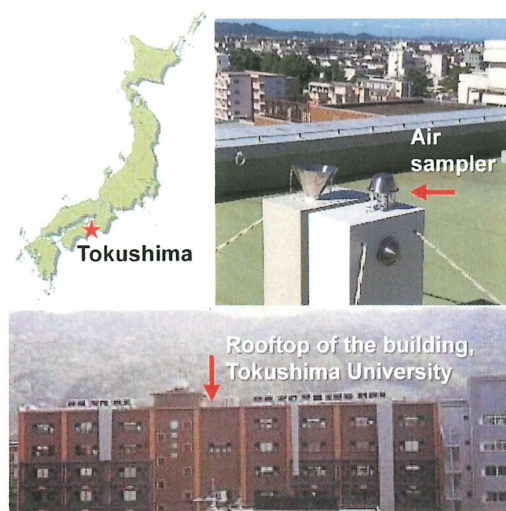 Tokushima
Air
sampler
Rooftop of the building,
Tokushima University